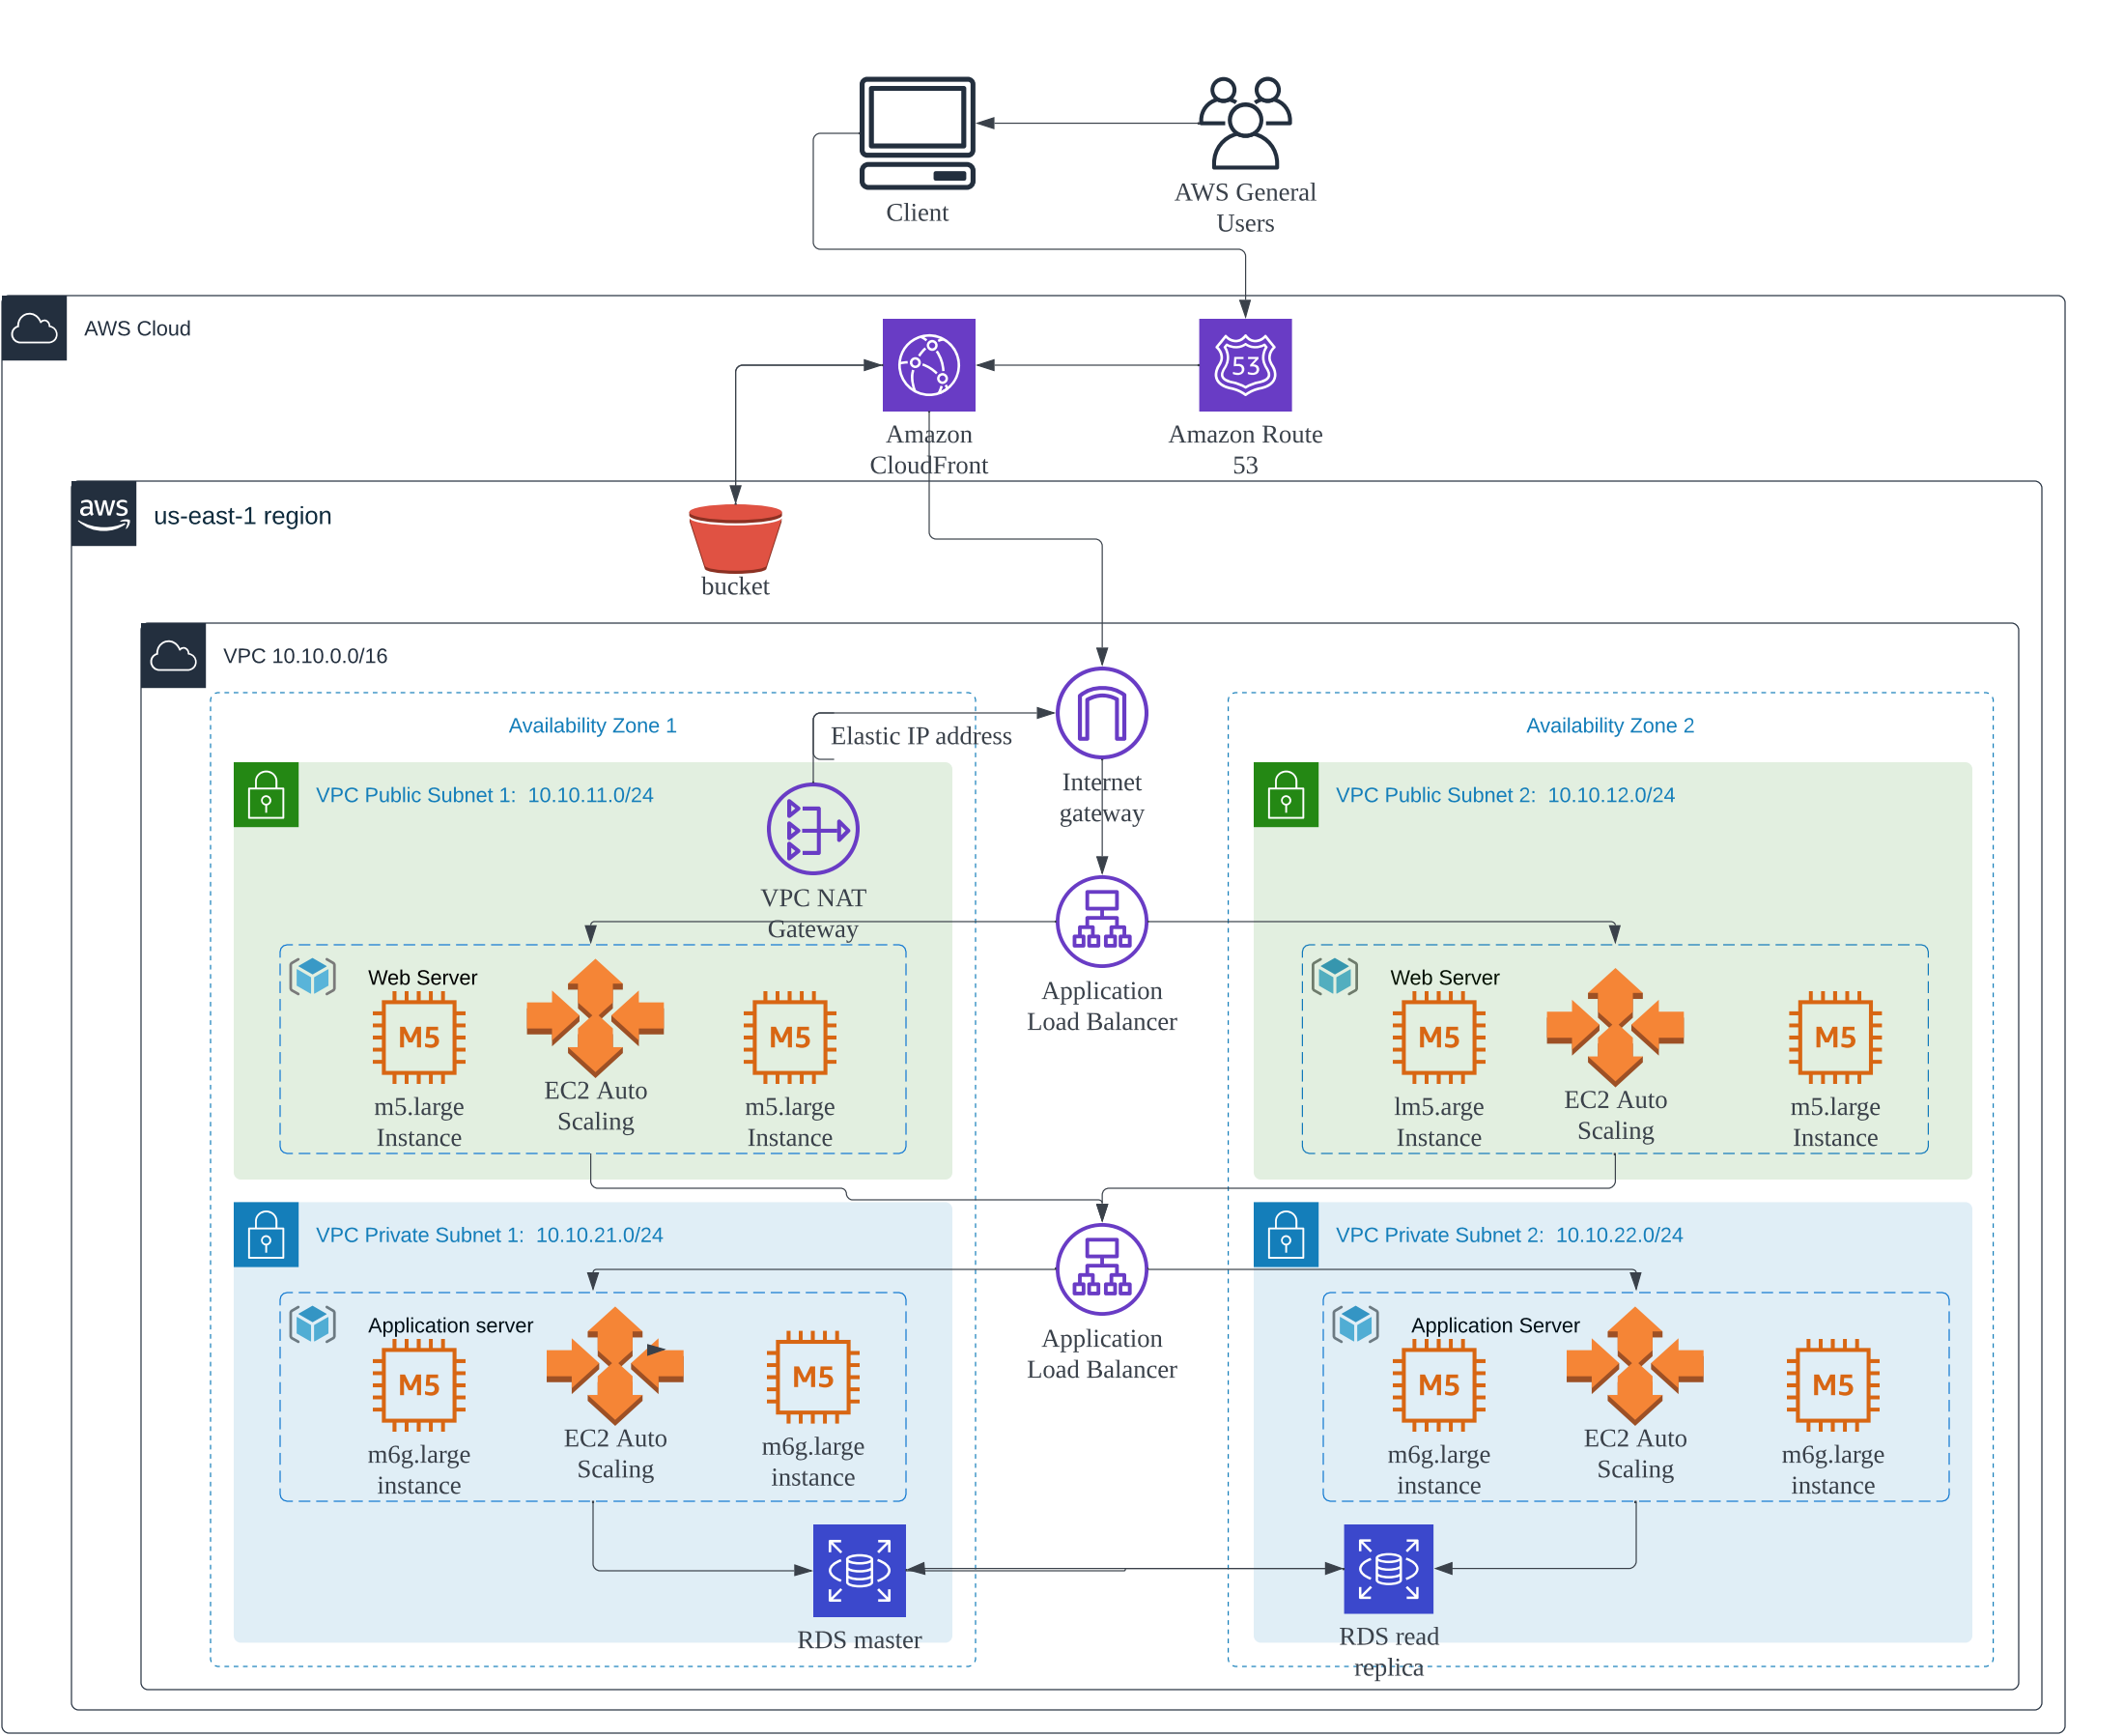 Client
AWS General
Users
AWS Cloud
53
Amazon
CloudFront
Amazon Route
53
aws
us-east-1 region
bucket
VPC 10.10.0.0/16
Availability Zone 1
Elastic IP address
Availability Zone 2
Internet
gateway
VPC Public Subnet 1:  10.10.11.0/24
VPC Public Subnet 2:  10.10.12.0/24
VPC NAT
Gateway
Application
Load Balancer
Web Server
M5
m5.large
Instance
EC2 Auto
Scaling
M5
m5.large
Instance
Web Server
M5
lm5.arge
Instance
EC2 Auto
Scaling
M5
m5.large
Instance
VPC Private Subnet 1:  10.10.21.0/24
VPC Private Subnet 2:  10.10.22.0/24
Application
Load Balancer
Application server
M5
m6g.large
instance
EC2 Auto
Scaling
M5
m6g.large
instance
Application Server
M5
m6g.large
instance
EC2 Auto
Scaling
M5
m6g.large
instance
RDS master
RDS read
replica